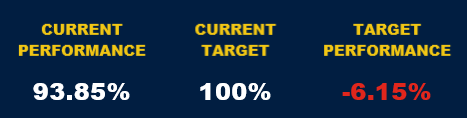 CURRENT PERFORMANCE
CURRENT TARGET
TARGET PERFORMANCE
93.85%
100%
-6.15%